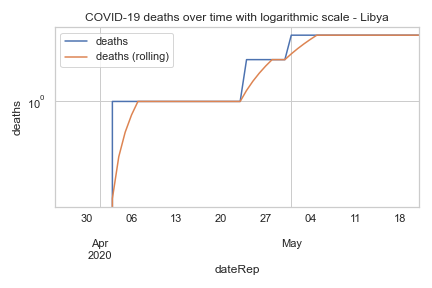 COVID-19 deaths over time with logarithmic scale - Libya
deaths
deaths (rolling)
deaths
10⁰
30 06 13 20 27 04 11 18
Apr May
2020
dateRep